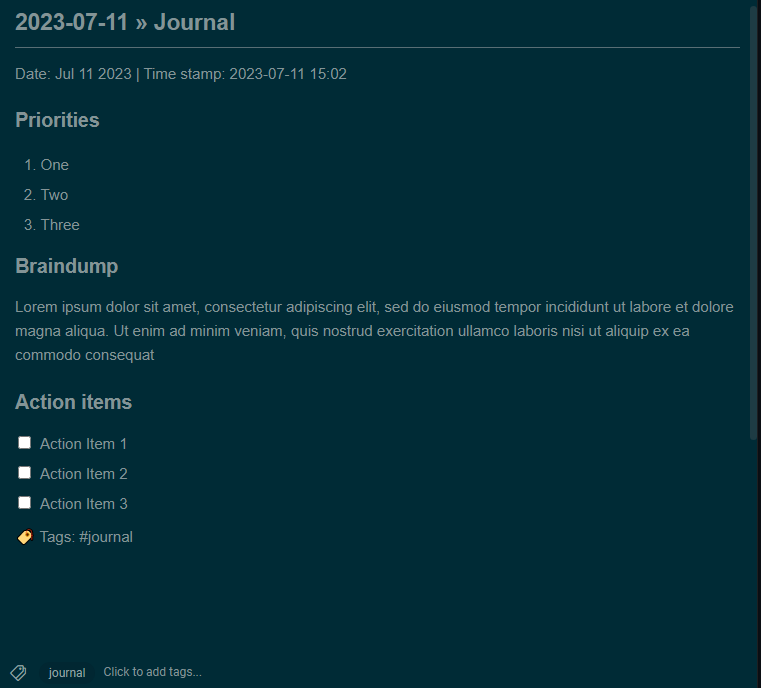 2023-07-11 » Journal
Date: Jul 11 2023 | Time stamp: 2023-07-11 15:02
Priorities
1. One
2. Two
3. Three
Braindump
Lorem ipsum dolor sit amet, consectetur adipiscing elit, sed do eiusmod tempor incididunt ut labore et dolore
magna aliqua. Ut enim ad minim veniam, quis nostrud exercitation ullamco laboris nisi ut aliquip ex ea
commodo consequat
Action items
Action Item 1
Action Item 2
Action Item 3
Tags: #journal
journal Click to add tags...